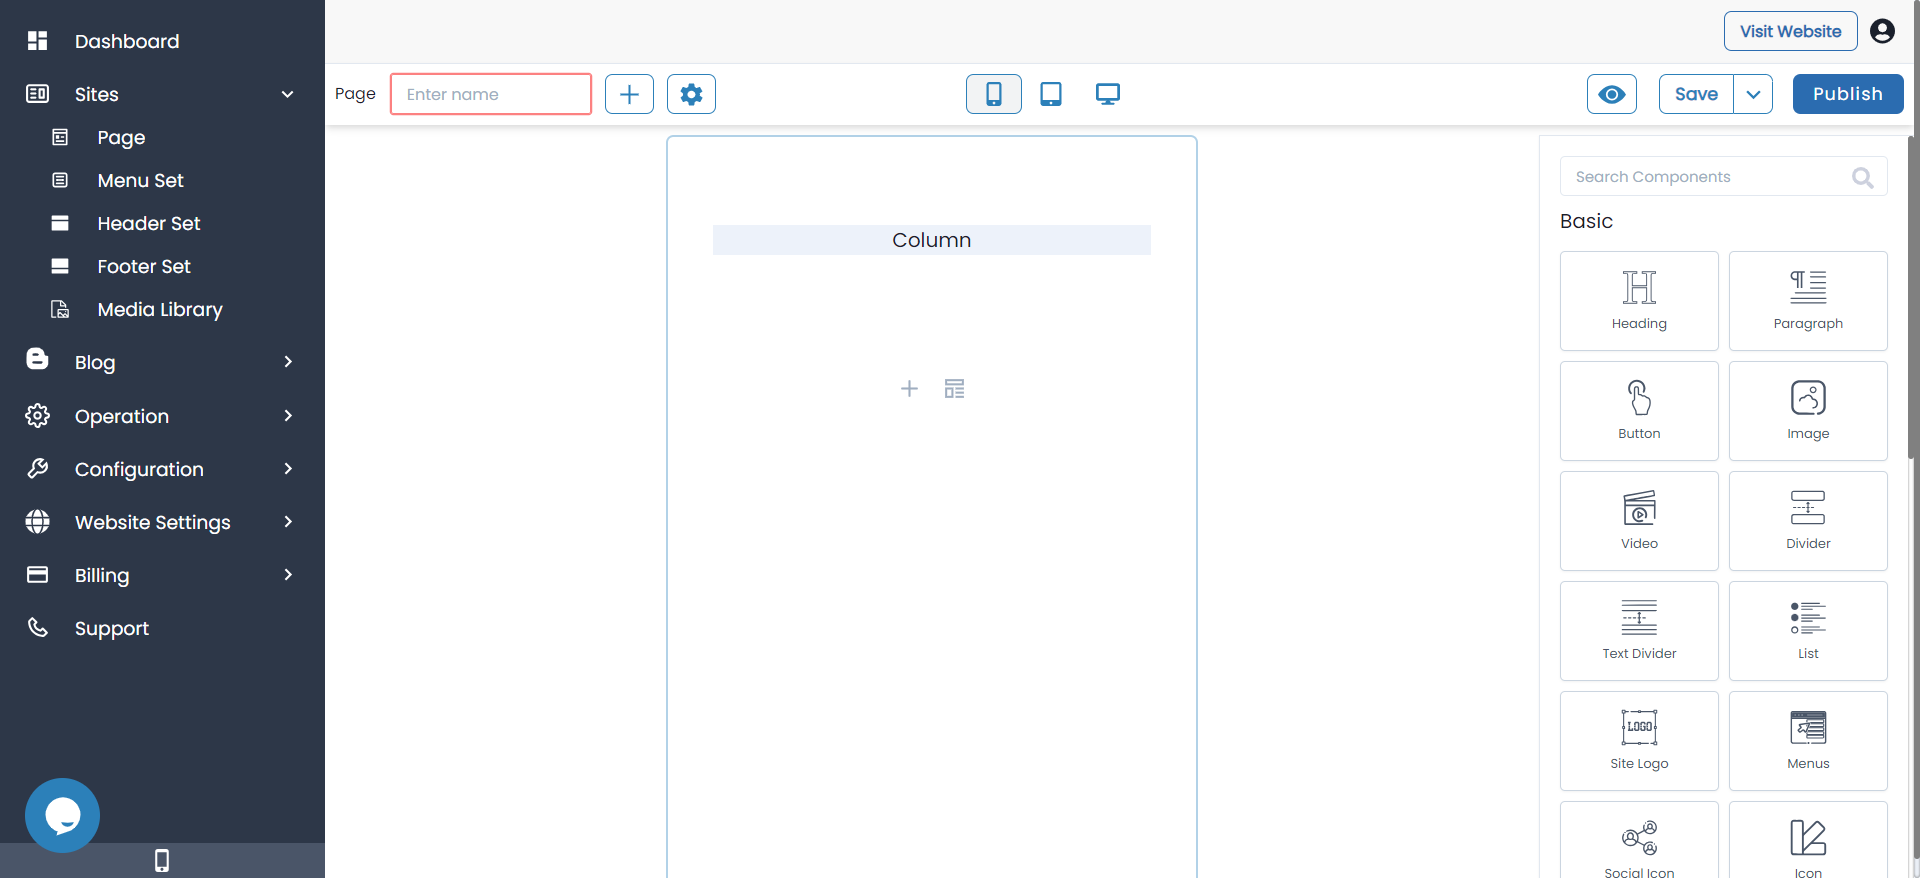 Dashboard
Sites
Page
Menu Set
Header Set
Footer Set
Media Library
Blog
Operation
Configuration
Website Settings
Billing
Support
Visit Website
Page
Enter name
Save
Publish
Column
Search Components
Basic
Heading
Paragraph
Button
Image
Video
Divider
Text Divider
List
LOGO
Site Logo
Menus
Social Icon
Icon